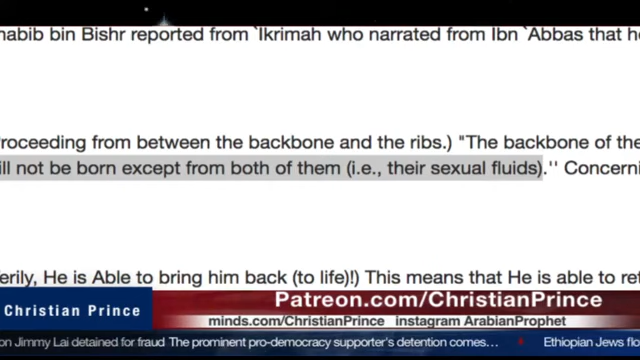 habib bin Bishr reported from `Ikrimah who narrated from Ibn `Abbas that he
Proceeding from between the backbone and the ribs.) "The backbone of the
ill not be born except from both of them (i.e., their sexual fluids).'' Concerni
Verily, He is Able to bring him back (to life)!) This means that He is able to
Christian Prince
Patreon.com/ChristianPrince
minds.com/ChristianPrince instagram ArabianProphet
on Jimmy Lai detained for fraud The prominent pro-democracy supporter's detention comes...
Ethiopian Jews